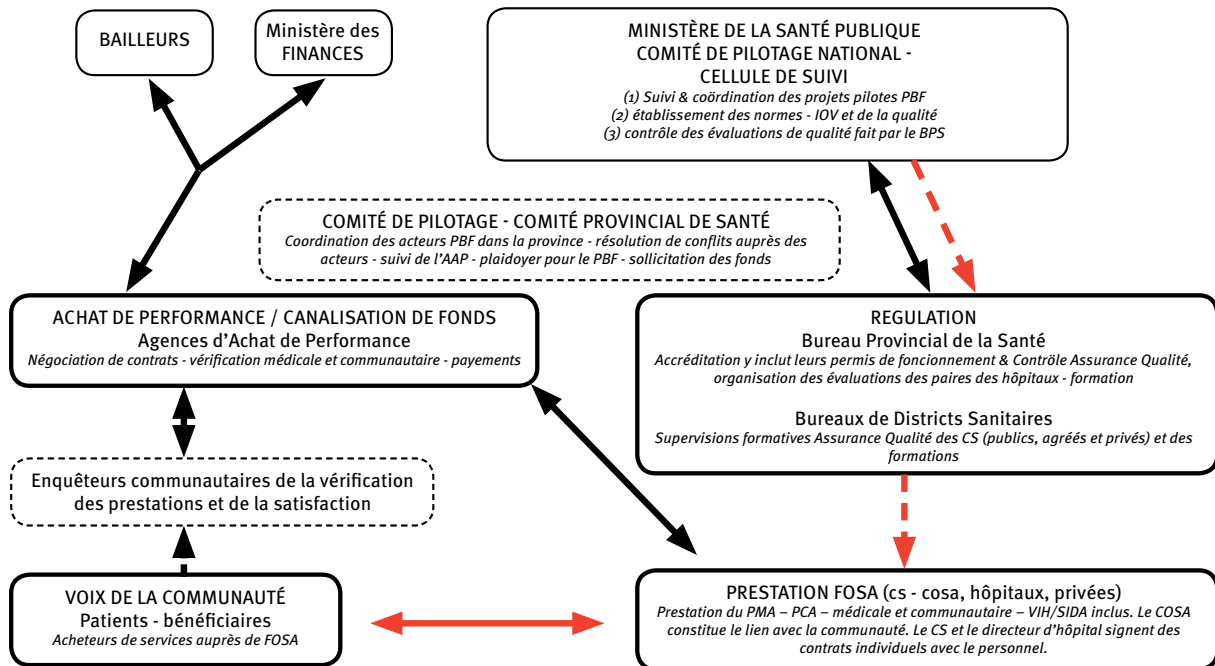 BAILLEURS
Ministère des
FINANCES
MINISTÈRE DE LA SANTÉ PUBLIQUE
COMITÉ DE PILOTAGE NATIONAL -
CELLULE DE SUIVI
(1) Suivi & coördination des projets pilotes PBF
(2) établissement des normes - IOV et de la qualité
(3) contrôle des évaluations de qualité fait par le BPS
COMITÉ DE PILOTAGE - COMITÉ PROVINCIAL DE SANTÉ
Coordination des acteurs PBF dans la province - résolution de conflits auprès des
acteurs - suivi de l'AAP - plaidoyer pour le PBF - sollicitation des fonds
ACHAT DE PERFORMANCE / CANALISATION DE FONDS
Agences d'Achat de Performance
Négociation de contrats - vérification médicale et communautaire - payements
REGULATION
Bureau Provincial de la Santé
Accréditation y inclut leurs permis de foncionnement & Contrôle Assurance Qualité,
organisation des évaluations des paires des hôpitaux - formation
Bureaux de Districts Sanitaires
Supervisions formatives Assurance Qualité des CS (publics, agréés et privés) et des
formations
Enquêteurs communautaires de la vérification
des prestations et de la satisfaction
VOIX DE LA COMMUNAUTÉ
Patients - bénéficiaires
Acheteurs de services auprès de FOSA
PRESTATION FOSA (cs - cosa, hôpitaux, privées)
Prestation du PMA – PCA – médicale et communautaire – VIH/SIDA inclus. Le COSA
constitue le lien avec la communauté. Le CS et le directeur d'hôpital signent des
contrats individuels avec le personnel.